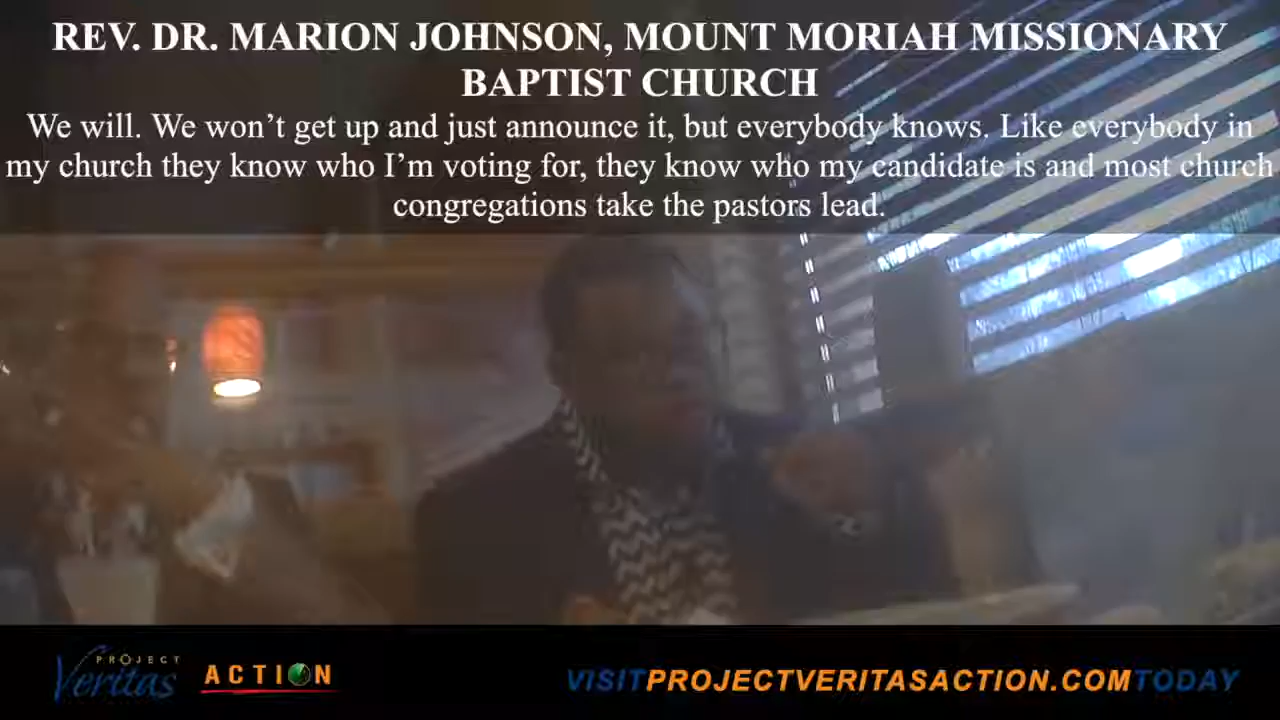 REV. DR. MARION JOHNSON, MOUNT MORIAH MISSIONARY
BAPTIST CHURCH
We will. We won’t get up and just announce it, but everybody knows. Like everybody in
my church they know who I’m voting for, they know who my candidate is and most church
congregations take the pastors lead.
PROJECT
Veritas ACTION
VISITPROJECTVERITASACTION.COMTODAY